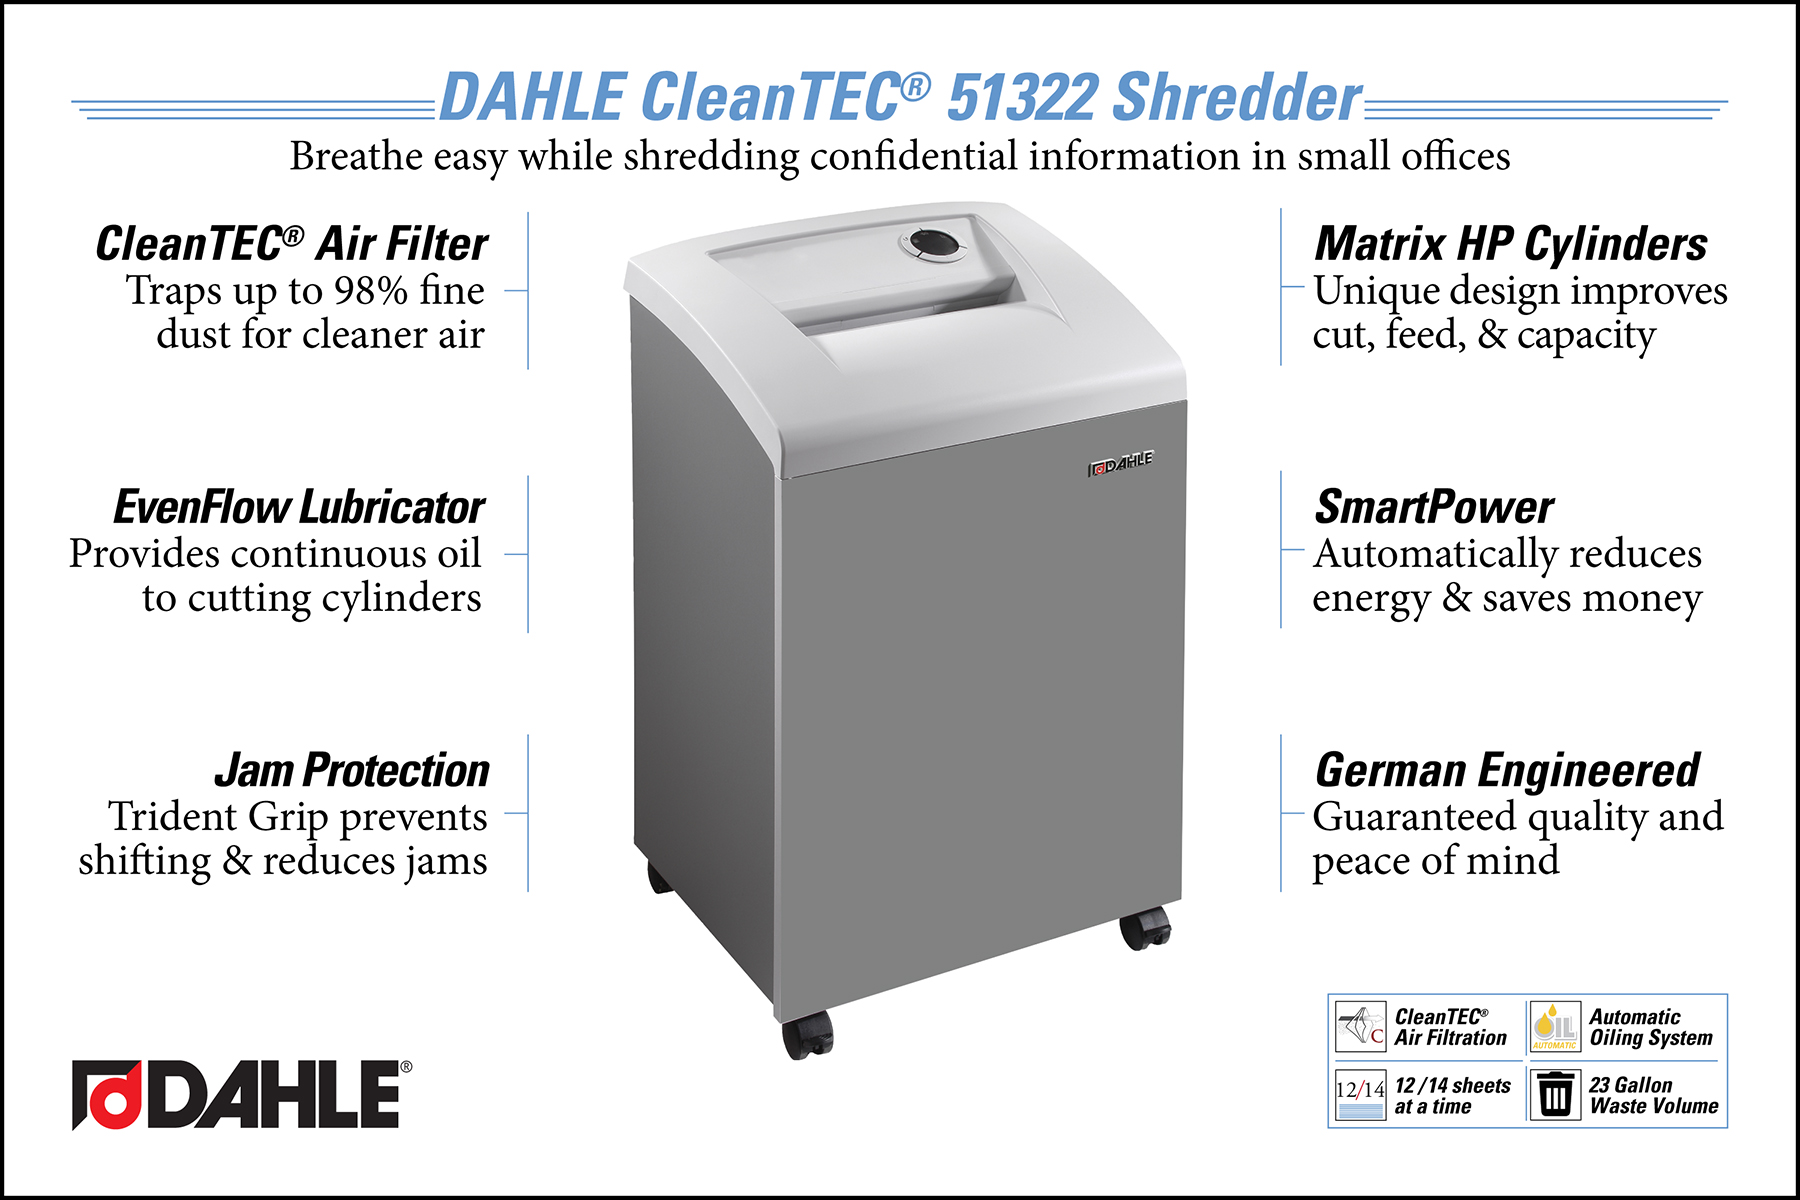 DAHLE CleanTEC® 51322 Shredder
Breathe easy while shredding confidential information in small offices
CleanTEC® Air Filter
Traps up to 98% fine
dust for cleaner air
EvenFlow Lubricator
Provides continuous oil
to cutting cylinders
Jam Protection
Trident Grip prevents
shifting & reduces jams
Matrix HP Cylinders
Unique design improves
cut, feed, & capacity
SmartPower
Automatically reduces
energy & saves money
German Engineered
Guaranteed quality and
peace of mind
DAHLE
DAHLE®
C
CleanTEC®
Air Filtration
OIL
AUTOMATIC
Automatic
Oiling System
12/14
12/14 sheets
at a time
23 Gallon
Waste Volume